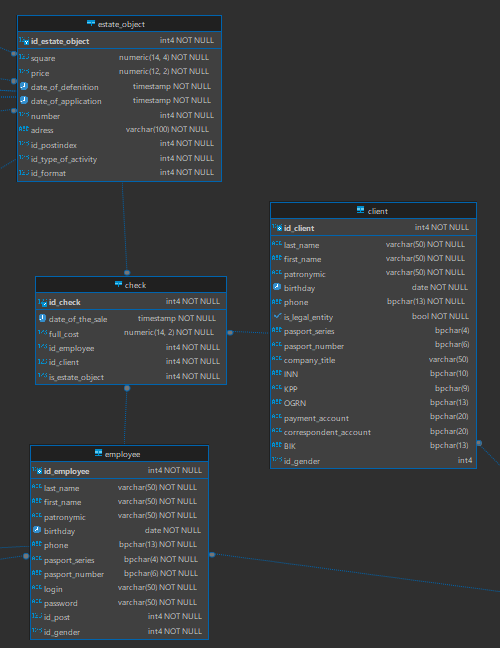 estate_object
id_estate_object int4 NOT NULL
square numeric(14, 4) NOT NULL
price numeric(12, 2) NOT NULL
date_of_defenition timestamp NOT NULL
date_of_application timestamp NOT NULL
number int4 NOT NULL
adress varchar(100) NOT NULL
id_postindex int4 NOT NULL
id_type_of_activity int4 NOT NULL
id_format int4 NOT NULL
client
id_client int4 NOT NULL
last_name varchar(50) NOT NULL
first_name varchar(50) NOT NULL
patronymic varchar(50) NOT NULL
birthday date NOT NULL
phone bpchar(13) NOT NULL
is_legal_entity bool NOT NULL
pasport_series bpchar(4)
pasport_number bpchar(6)
company_title varchar(50)
INN bpchar(10)
KPP bpchar(9)
OGRN bpchar(13)
payment_account bpchar(20)
correspondent_account bpchar(20)
BIK bpchar(13)
id_gender int4
check
id_check int4 NOT NULL
date_of_the_sale timestamp NOT NULL
full_cost numeric(14, 2) NOT NULL
id_employee int4 NOT NULL
id_client int4 NOT NULL
is_estate_object int4 NOT NULL
employee
id_employee int4 NOT NULL
last_name varchar(50) NOT NULL
first_name varchar(50) NOT NULL
patronymic varchar(50) NOT NULL
birthday date NOT NULL
phone bpchar(13) NOT NULL
pasport_series bpchar(4) NOT NULL
pasport_number bpchar(6) NOT NULL
login varchar(50) NOT NULL
password varchar(50) NOT NULL
id_post int4 NOT NULL
id_gender int4 NOT NULL